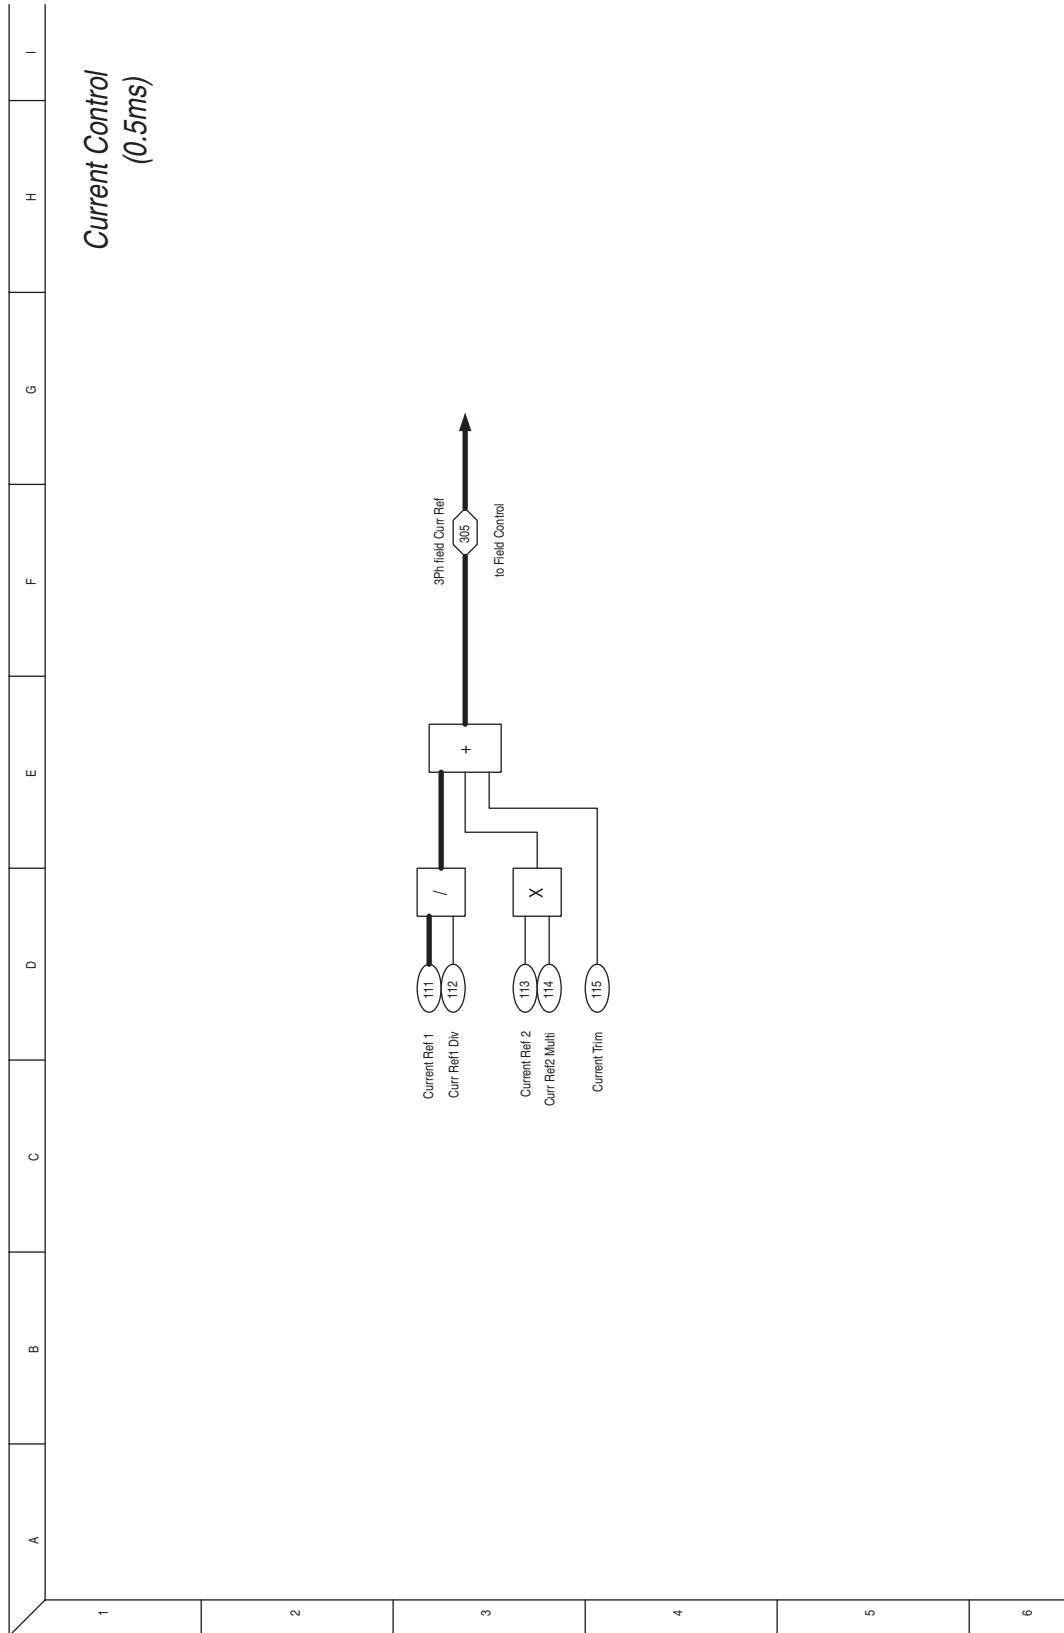 A B C D E F G H I
1
2
3
4
5
6
Current Control
(0.5ms)
Current Ref 1
111
Curr Ref1 Div
112
/
Current Ref 2
113
Curr Ref2 Multi
114
X
Current Trim
115
+
3Ph field Curr Ref
305
to Field Control